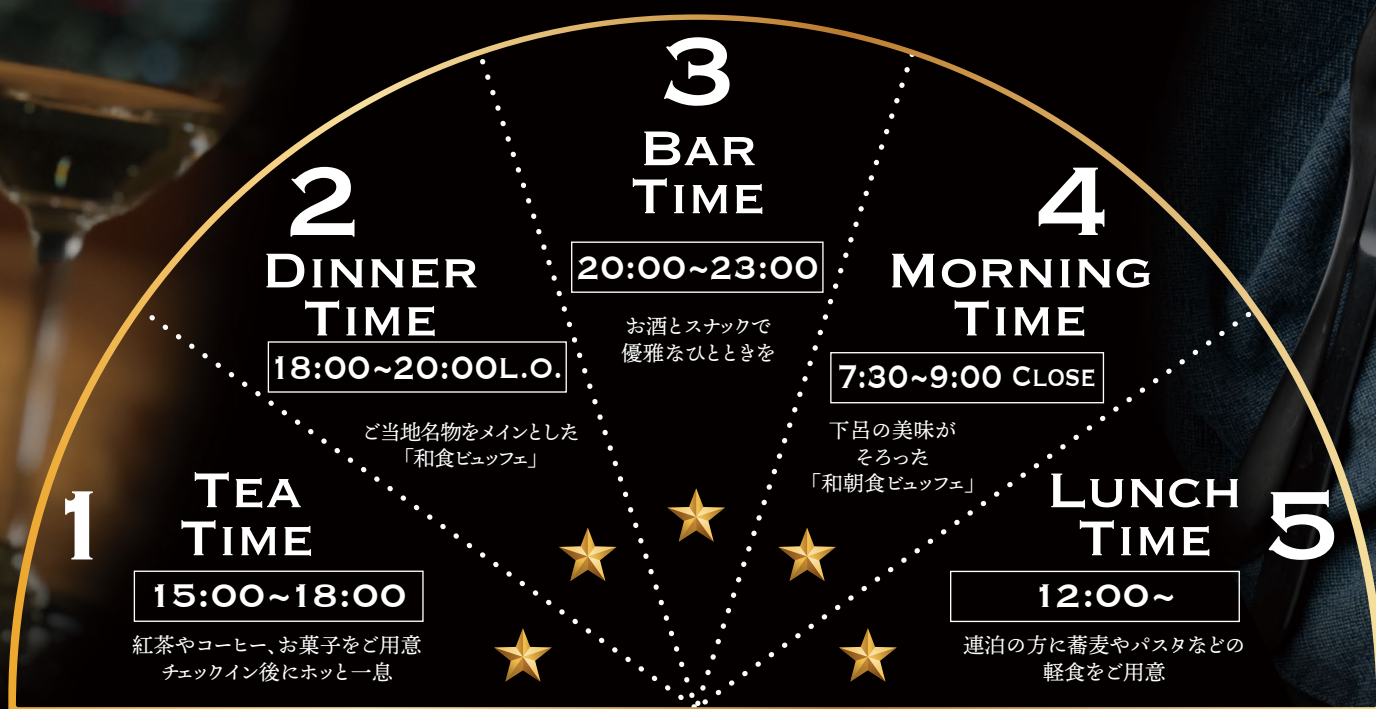 1
TEA
TIME
15:00~18:00
紅茶やコーヒー、お菓子をご用意
チェックイン後にホッと一息
2
DINNER
TIME
18:00~20:00L.O.
ご当地名物をメインとした
「和食ビュッフェ」
3
BAR
TIME
20:00~23:00
お酒とスナックで
優雅なひとときを
4
MORNING
TIME
7:30~9:00 CLOSE
下呂の美味が
そろった
「和朝食ビュッフェ」
5
LUNCH
TIME
12:00~
連泊の方に蕎麦やパスタなどの
軽食をご用意